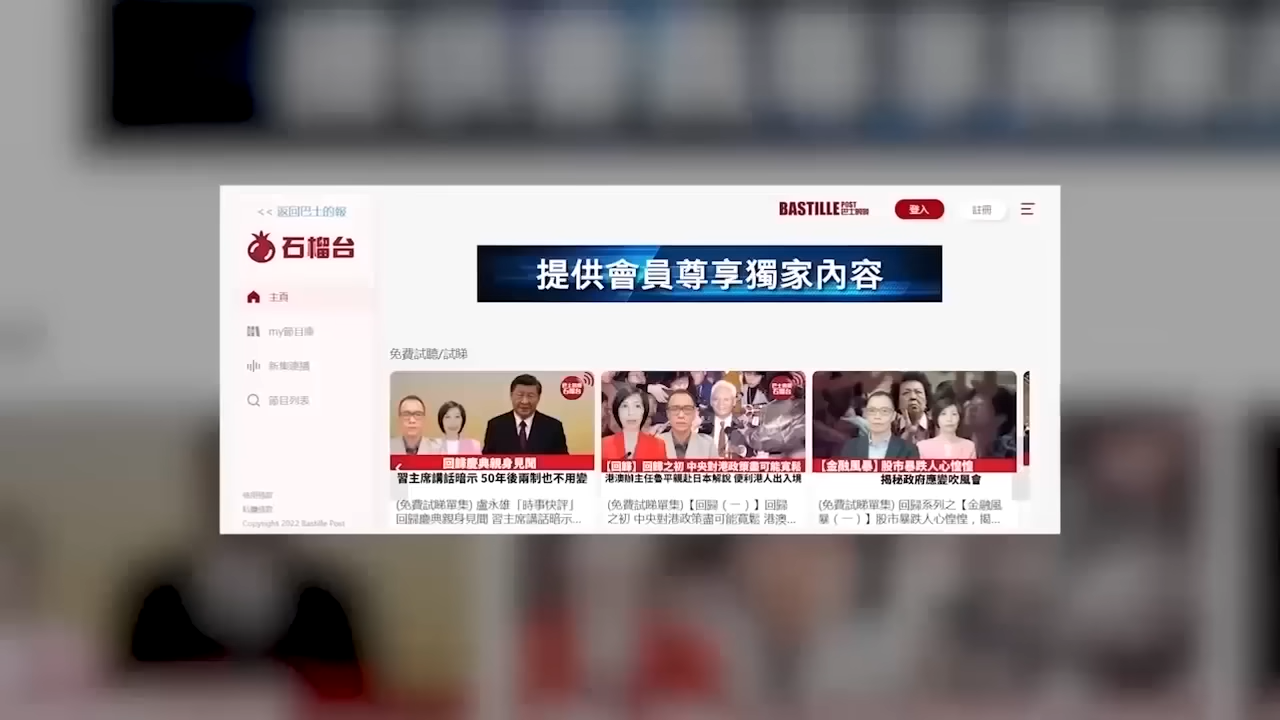 << 返回巴士的報
石榴台
主頁
my節目庫
新集連播
節目列表
Copyright 2022 Bastille Post
BASTILLE POST 巴士的報
登入
註冊
提供會員尊享獨家內容
免費試聽/試睇
回歸慶典親身見聞
習主席講話暗示 50年後兩制也不用變
(免費試睇單集) 盧永雄「時事快評」
回歸慶典親身見聞 習主席講話暗示...
【回歸】回歸之初 中央對港政策盡可能寬鬆
港澳辦主任魯平親赴日本解說 便利港人出入境
(免費試睇單集)【回歸（一）】回歸
之初 中央對港政策盡可能寬鬆 港澳...
【金融風暴】股市暴跌人心惶惶
揭秘政府應變吹風會
(免費試睇單集) 回歸系列之【金融風
暴（一）】股市暴跌人心惶惶，揭...